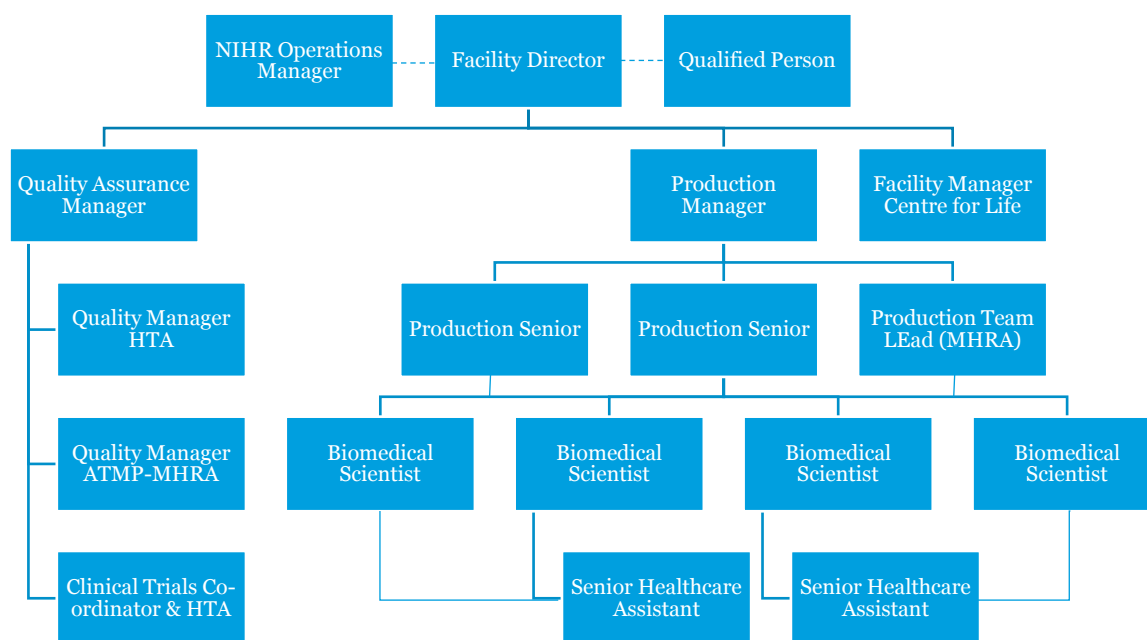 NIHR Operations
Manager
Facility Director
Qualified Person
Quality Assurance
Manager
Production
Manager
Facility Manager
Centre for Life
Quality Manager
HTA
Production Senior
Production Senior
Production Team
LEad (MHRA)
Quality Manager
ATMP-MHRA
Biomedical
Scientist
Biomedical
Scientist
Biomedical
Scientist
Biomedical
Scientist
Clinical Trials Co-
ordinator & HTA
Senior Healthcare
Assistant
Senior Healthcare
Assistant